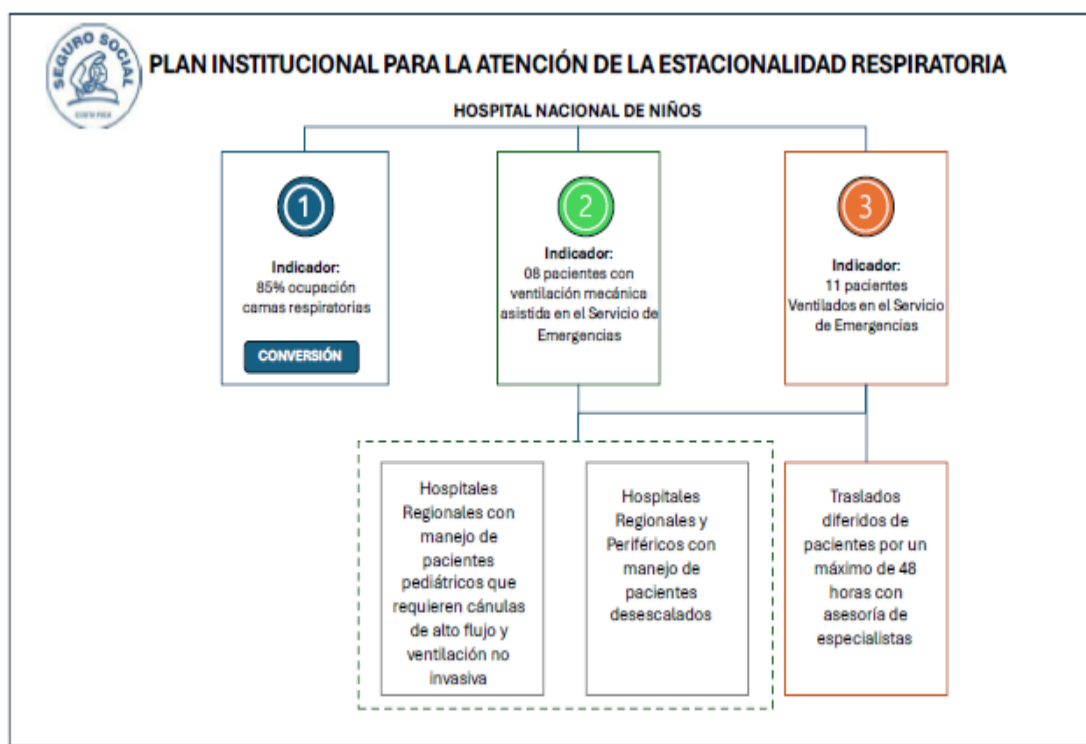 SEGURO SOCIAL
COSTA RICA
PLAN INSTITUCIONAL PARA LA ATENCIÓN DE LA ESTACIONALIDAD RESPIRATORIA
HOSPITAL NACIONAL DE NIÑOS
1
Indicador:
85% ocupación
camas respiratorias
CONVERSIÓN
2
Indicador:
08 pacientes con
ventilación mecánica
asistida en el Servicio de
Emergencias
3
Indicador:
11 pacientes
Ventilados en el Servicio
de Emergencias
Hospitales
Regionales con
manejo de
pacientes
pediátricos que
requieren cánulas
de alto flujo y
ventilación no
invasiva
Hospitales
Regionales y
Periféricos con
manejo de
pacientes
desescalados
Traslados
diferidos de
pacientes por un
máximo de 48
horas con
asesoría de
especialistas